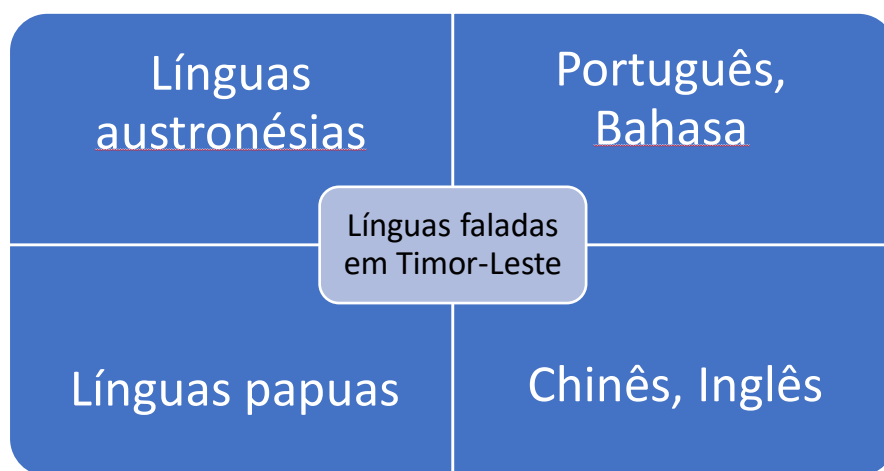 Línguas
austronésias
Português,
Bahasa
Línguas faladas
em Timor-Leste
Línguas papuas
Chinês, Inglês